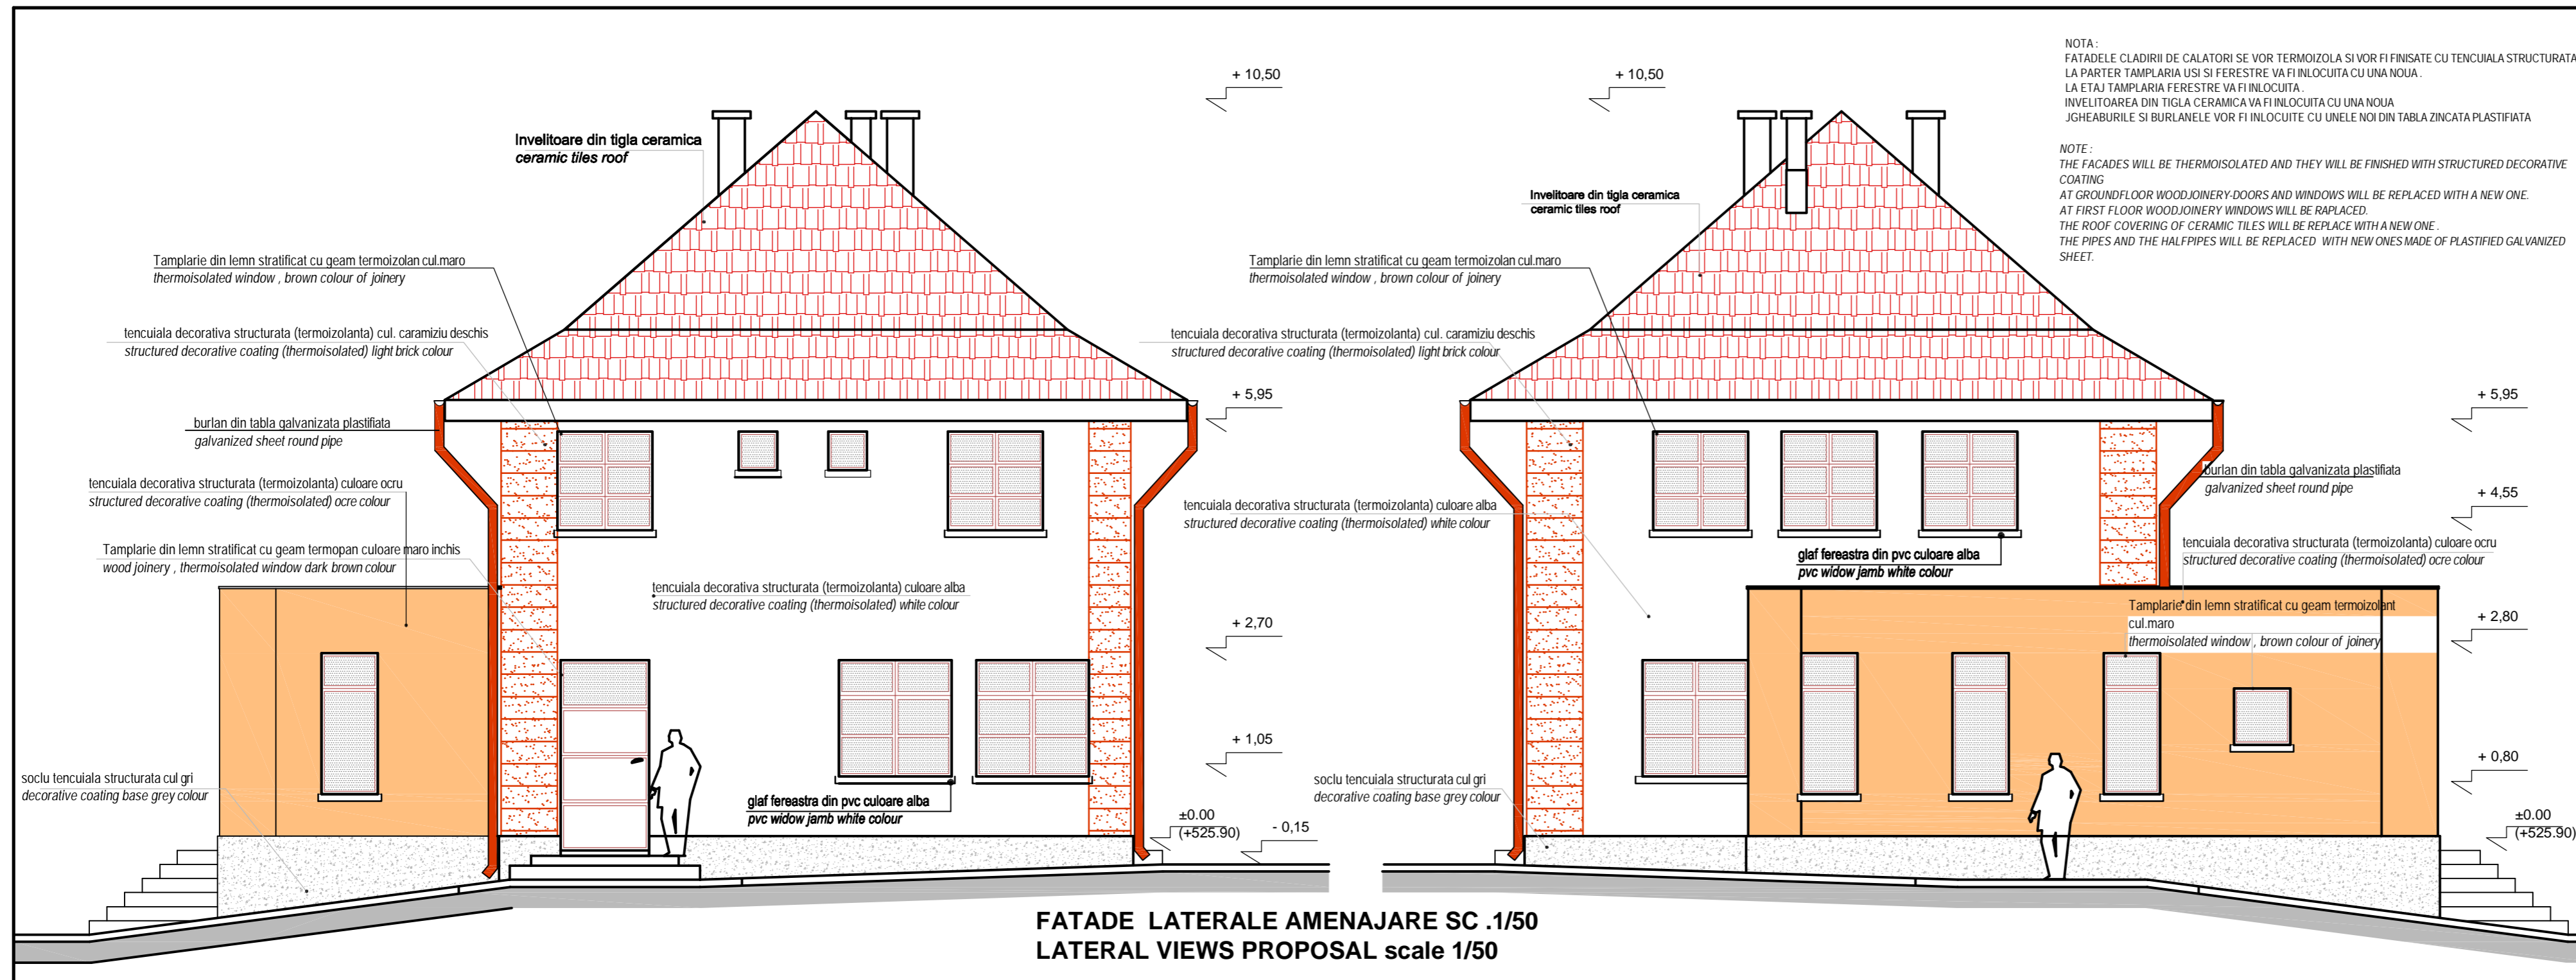 NOTA :
FATADELE CLADIRII DE CALATORI SE VOR TERMOIZOLA SI VOR FI FINISATE CU TENCUIALA STRUCTURATA
LA PARTER TAMPLARIA USI SI FERESTRE VA FI INLOCUITA CU UNA NOUA .
LA ETAJ TAMPLARIA FERESTRE VA FI INLOCUITA .
INVELITOAREA DIN TIGLA CERAMICA VA FI INLOCUITA CU UNA NOUA
JGHEABURILE SI BURLANELE VOR FI INLOCUITE CU UNELE NOI DIN TABLA ZINCATA PLASTIFIATA
NOTE :
THE FACADES WILL BE THERMOISOLATED AND THEY WILL BE FINISHED WITH STRUCTURED DECORATIVE
COATING
AT GROUNDFLOOR WOODJOINERY-DOORS AND WINDOWS WILL BE REPLACED WITH A NEW ONE.
AT FIRST FLOOR WOODJOINERY WINDOWS WILL BE RAPLACED.
THE ROOF COVERING OF CERAMIC TILES WILL BE REPLACE WITH A NEW ONE .
THE PIPES AND THE HALFPIPES WILL BE REPLACED WITH NEW ONES MADE OF PLASTIFIED GALVANIZED
SHEET.
+ 10,50
Invelitoare din tigla ceramica
ceramic tiles roof
Tamplarie din lemn stratificat cu geam termoizolan cul.maro
thermoisolated window , brown colour of joinery
tencuiala decorativa structurata (termoizolanta) cul. caramiziu deschis
structured decorative coating (thermoisolated) light brick colour
+ 5,95
burlan din tabla galvanizata plastifiata
galvanized sheet round pipe
tencuiala decorativa structurata (termoizolanta) culoare ocru
structured decorative coating (thermoisolated) ocre colour
Tamplarie din lemn stratificat cu geam termopan culoare maro inchis
wood joinery , thermoisolated window dark brown colour
tencuiala decorativa structurata (termoizolanta) culoare alba
structured decorative coating (thermoisolated) white colour
+ 2,70
+ 1,05
soclu tencuiala structurata cul gri
decorative coating base grey colour
glaf fereastra din pvc culoare alba
pvc widow jamb white colour
±0.00
(+525.90)
- 0,15
+ 10,50
Invelitoare din tigla ceramica
ceramic tiles roof
Tamplarie din lemn stratificat cu geam termoizolan cul.maro
thermoisolated window , brown colour of joinery
tencuiala decorativa structurata (termoizolanta) cul. caramiziu deschis
structured decorative coating (thermoisolated) light brick colour
+ 5,95
burlan din tabla galvanizata plastifiata
galvanized sheet round pipe
+ 4,55
tencuiala decorativa structurata (termoizolanta) culoare alba
structured decorative coating (thermoisolated) white colour
glaf fereastra din pvc culoare alba
pvc widow jamb white colour
tencuiala decorativa structurata (termoizolanta) culoare ocru
structured decorative coating (thermoisolated) ocre colour
Tamplarie din lemn stratificat cu geam termoizolant
cul.maro
thermoisolated window , brown colour of joinery
+ 2,80
+ 0,80
soclu tencuiala structurata cul gri
decorative coating base grey colour
±0.00
(+525.90)
FATADE LATERALE AMENAJARE SC .1/50
LATERAL VIEWS PROPOSAL scale 1/50